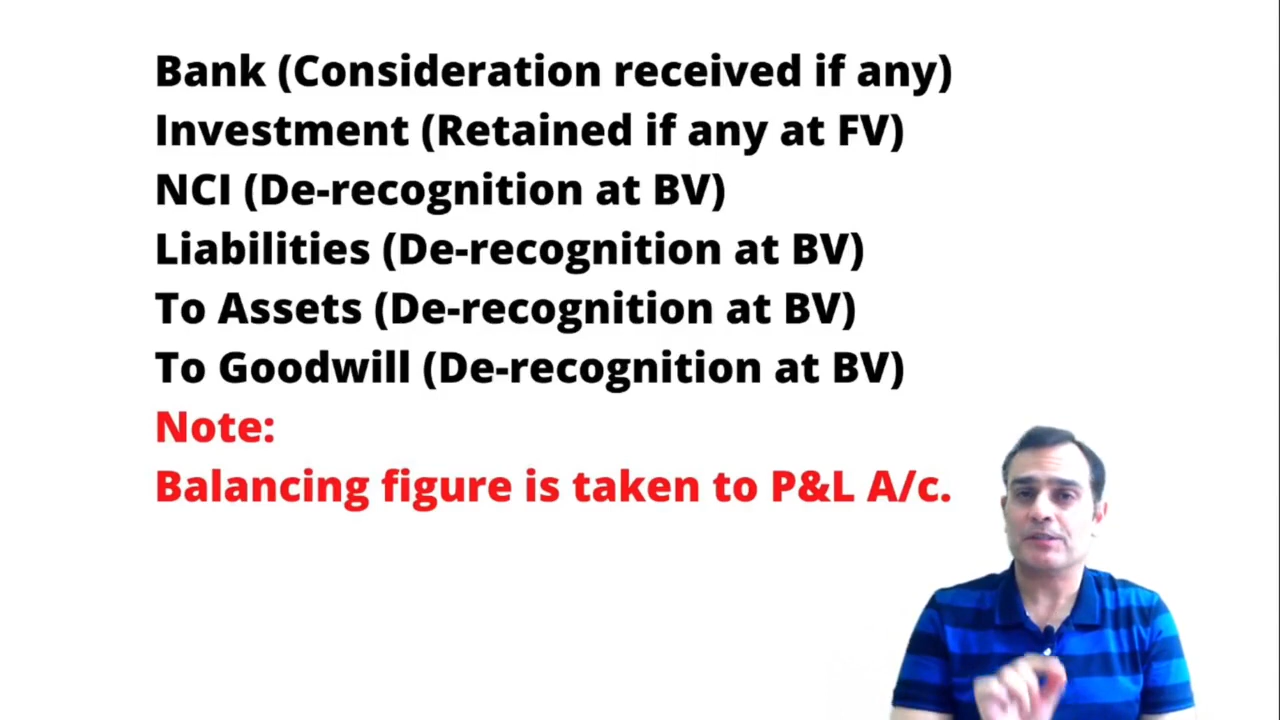 Bank (Consideration received if any)
Investment (Retained if any at FV)
NCI (De-recognition at BV)
Liabilities (De-recognition at BV)
To Assets (De-recognition at BV)
To Goodwill (De-recognition at BV)
Note:
Balancing figure is taken to P&L A/c.